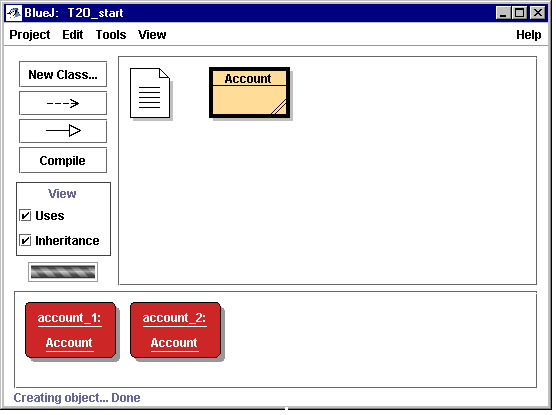 BlueJ: T20_start
Project Edit Tools View Help
New Class...
Account
Compile
View
Uses
Inheritance
account_1:
Account
account_2:
Account
Creating object... Done